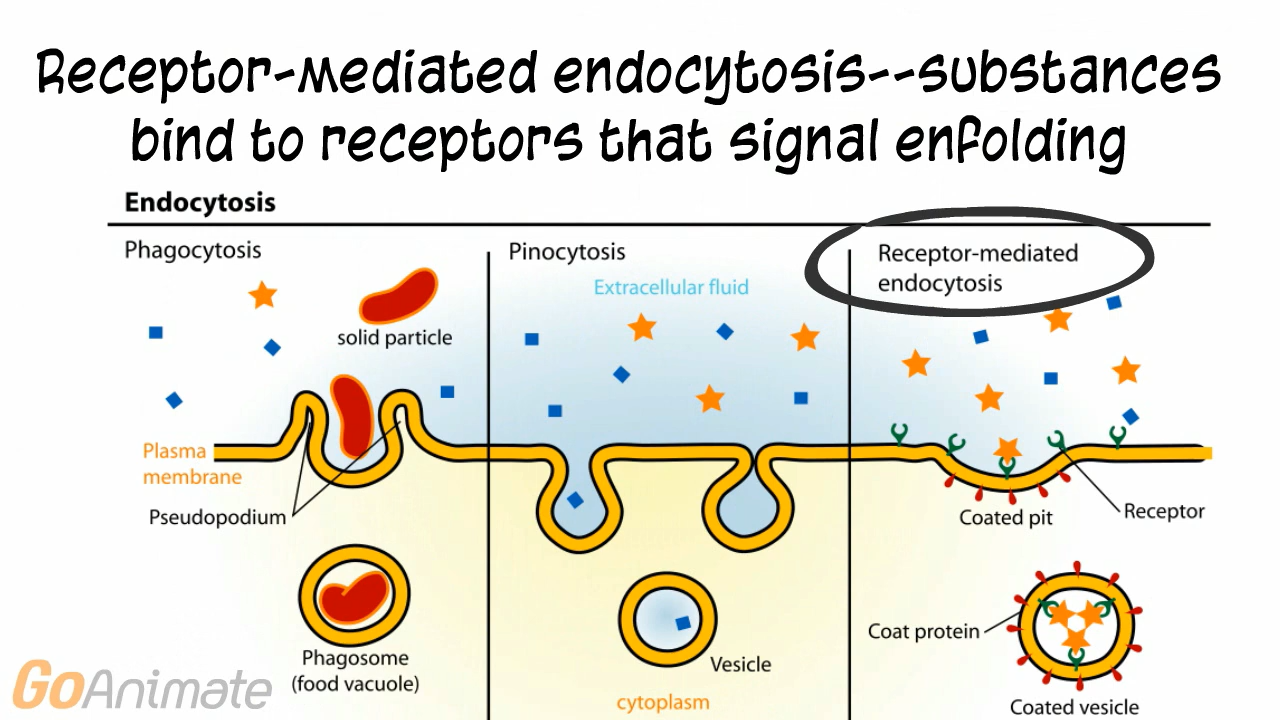 Receptor-mediated endocytosis--substances
bind to receptors that signal enfolding
Endocytosis
Phagocytosis
Pinocytosis
Receptor-mediated
endocytosis
Extracellular fluid
solid particle
Plasma
membrane
Pseudopodium
Coated pit
Receptor
Phagosome
(food vacuole)
Vesicle
cytoplasm
Coat protein
Coated vesicle
GoAnimate